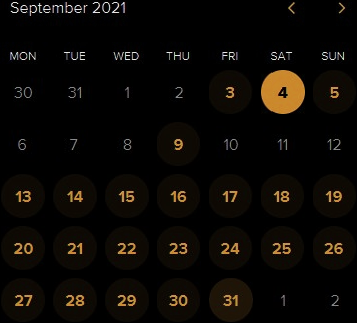 September 2021
MON TUE WED THU FRI SAT SUN
30 31 1 2 3 4 5
6 7 8 9 10 11 12
13 14 15 16 17 18 19
20 21 22 23 24 25 26
27 28 29 30 31 1 2